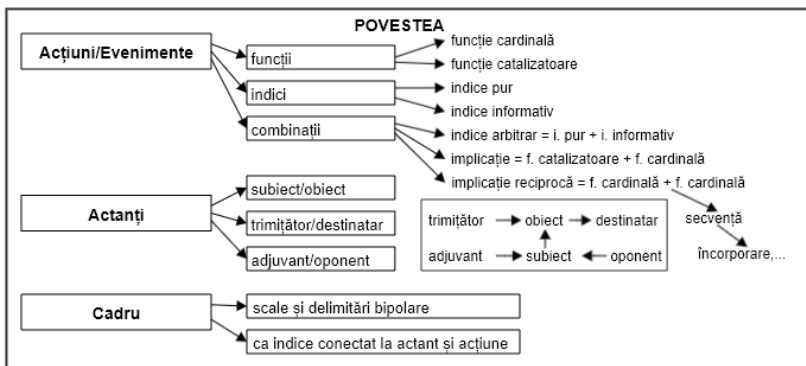 POVESTEA
Acțiuni/Evenimente
funcții
funcție cardinală
funcție catalizatoare
indici
indice pur
indice informativ
combinații
indice arbitrar = i. pur + i. informativ
implicație = f. catalizatoare + f. cardinală
implicație reciprocă = f. cardinală + f. cardinală
secvență
încorporare,...
Actanți
subiect/obiect
trimițător/destinatar
adjuvant/oponent
trimițător obiect destinatar
adjuvant subiect oponent
Cadru
scale și delimitări bipolare
ca indice conectat la actant și acțiune